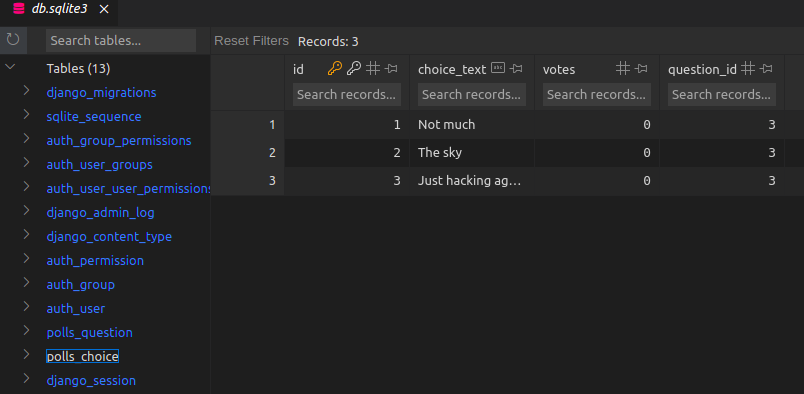 db.sqlite3
Search tables...
Reset Filters Records: 3
Tables (13)
django_migrations
sqlite_sequence
auth_group_permissions
auth_user_groups
auth_user_user_permissions
django_admin_log
django_content_type
auth_permission
auth_group
auth_user
polls_question
polls_choice
django_session
id choice_text votes question_id
Search records... Search records... Search records... Search records...
1 1 Not much 0 3
2 2 The sky 0 3
3 3 Just hacking ag... 0 3